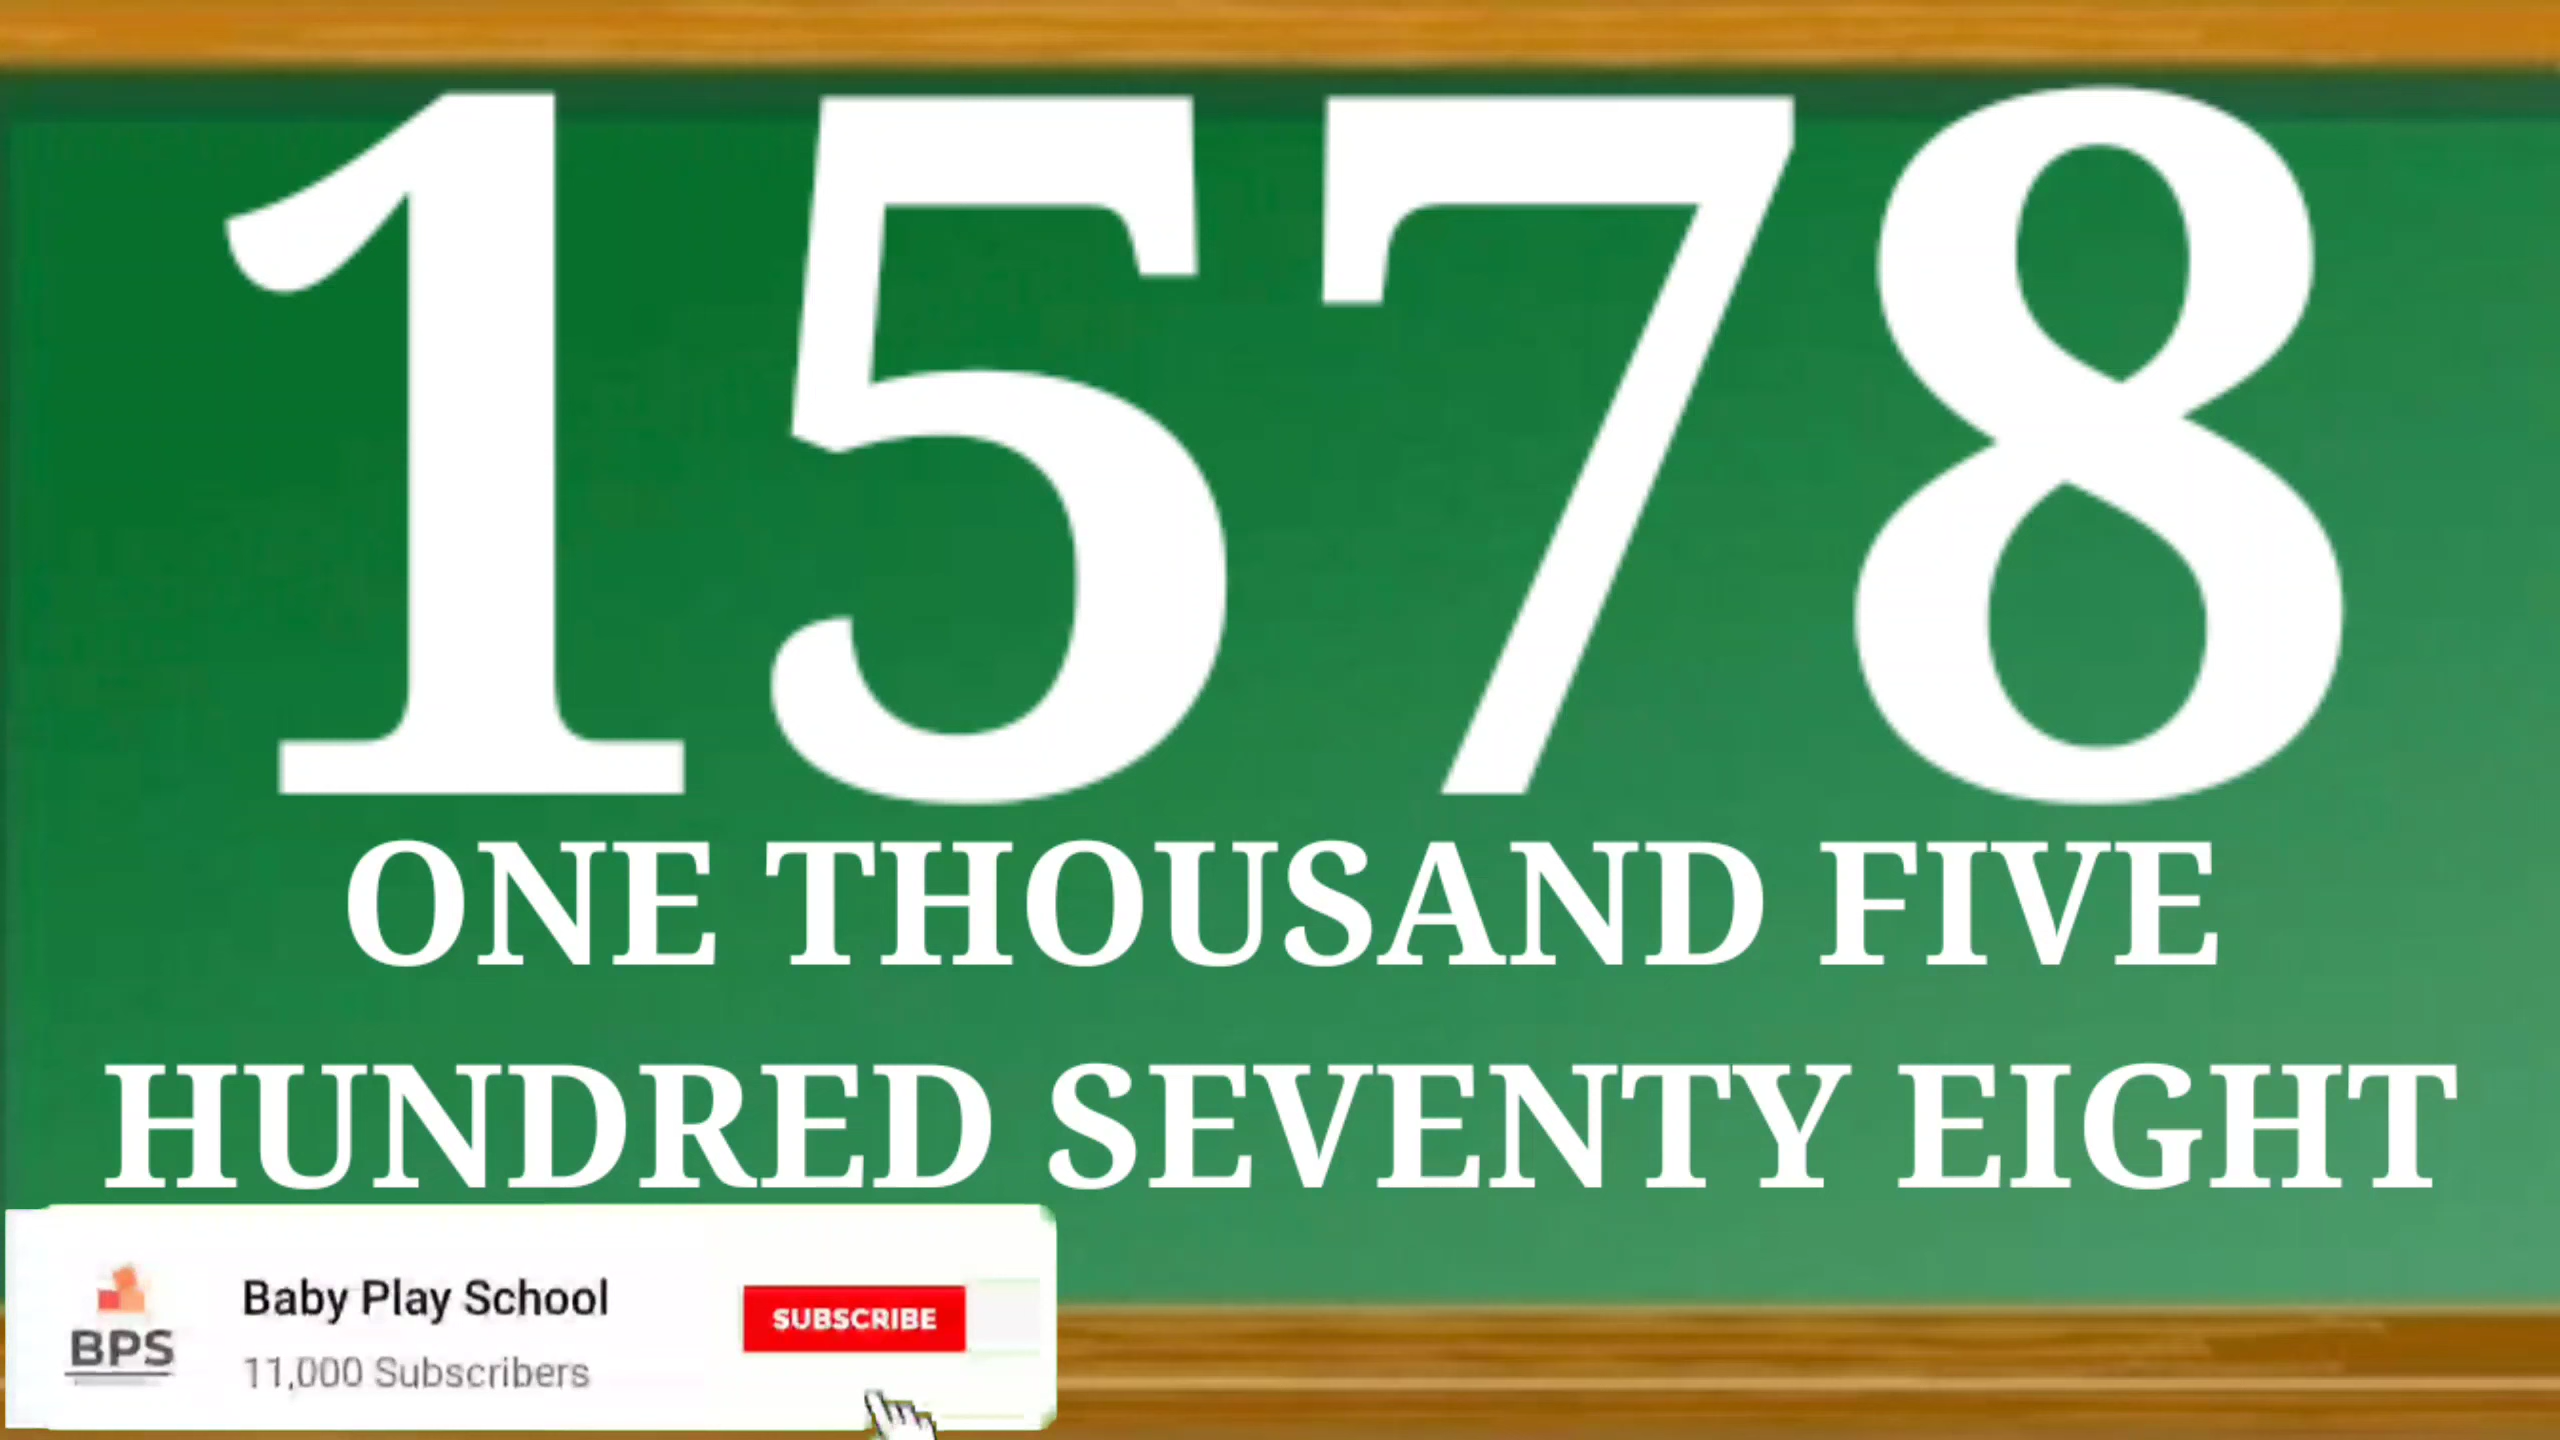 1578
ONE THOUSAND FIVE
HUNDRED SEVENTY EIGHT
Baby Play School
BPS
11,000 Subscribers
SUBSCRIBE